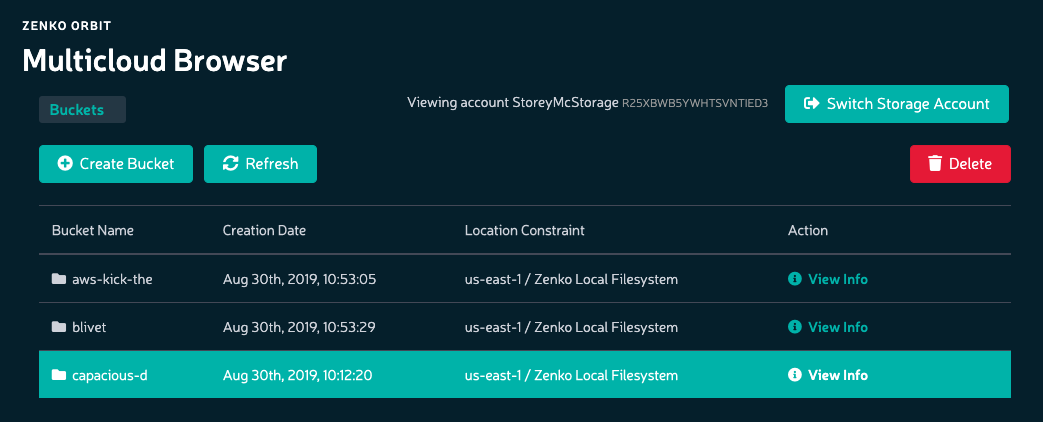 ZENKO ORBIT
Multicloud Browser
Buckets
Viewing account StoreyMcStorage R25XBWB5YWHTSVNTIED3
Switch Storage Account
Create Bucket Refresh Delete
Bucket Name Creation Date Location Constraint Action
aws-kick-the Aug 30th, 2019, 10:53:05 us-east-1 / Zenko Local Filesystem View Info
blivet Aug 30th, 2019, 10:53:29 us-east-1 / Zenko Local Filesystem View Info
capacious-d Aug 30th, 2019, 10:12:20 us-east-1 / Zenko Local Filesystem View Info